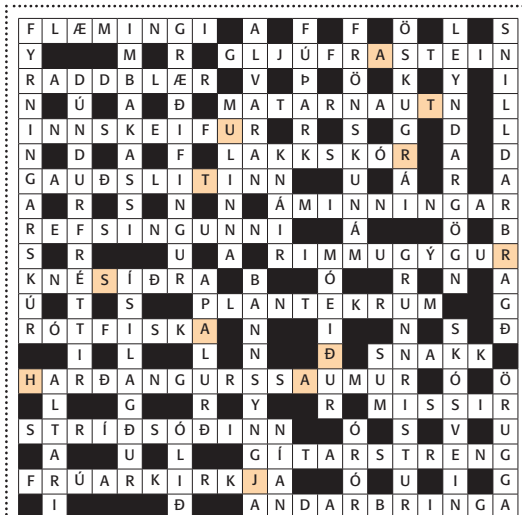 FLÆMINGI A F F Ö L S
Y M R GLJÚFRASTEIN
RADDBLÆR V Þ Ö K Y I
N Ú A Ð MATARNAUTN L
INNSKEIFUR R S G D L
N D A F LAKKSKÓR A D
GAUÐSLITINN U Á R A
A R S N N ÁMINNINGAR
REFSINGUNNI Á Ö B
S R U A RIMMUGÝGUR
KNÉSÍÐRA B Ó R N A
Ú T S PLANTEKRUM G
RÓTFISKA N I N S Ð
I L L N Ð SNAKK
HARÐANGURSSAUMUR Ó Ö
L G R Y R MISSIR
STRÍÐSÓÐINN Ó S V U
A U L GÍTARSTRENG
FRÚARKIRKJA Ó U I G
I Ð ANDARBRINGA